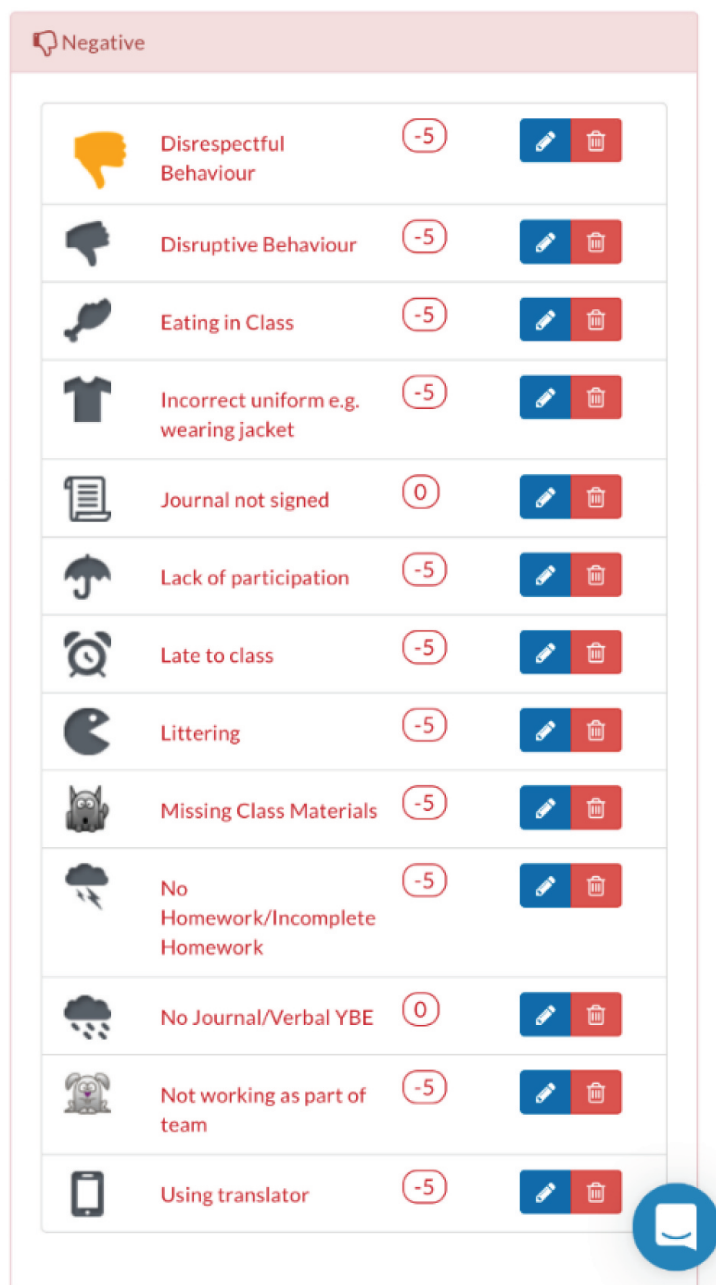 Negative
Disrespectful
Behaviour
-5
Disruptive Behaviour
-5
Eating in Class
-5
Incorrect uniform e.g.
wearing jacket
-5
Journal not signed
0
Lack of participation
-5
Late to class
-5
Littering
-5
Missing Class Materials
-5
No
Homework/Incomplete
Homework
-5
No Journal/Verbal YBE
0
Not working as part of
team
-5
Using translator
-5